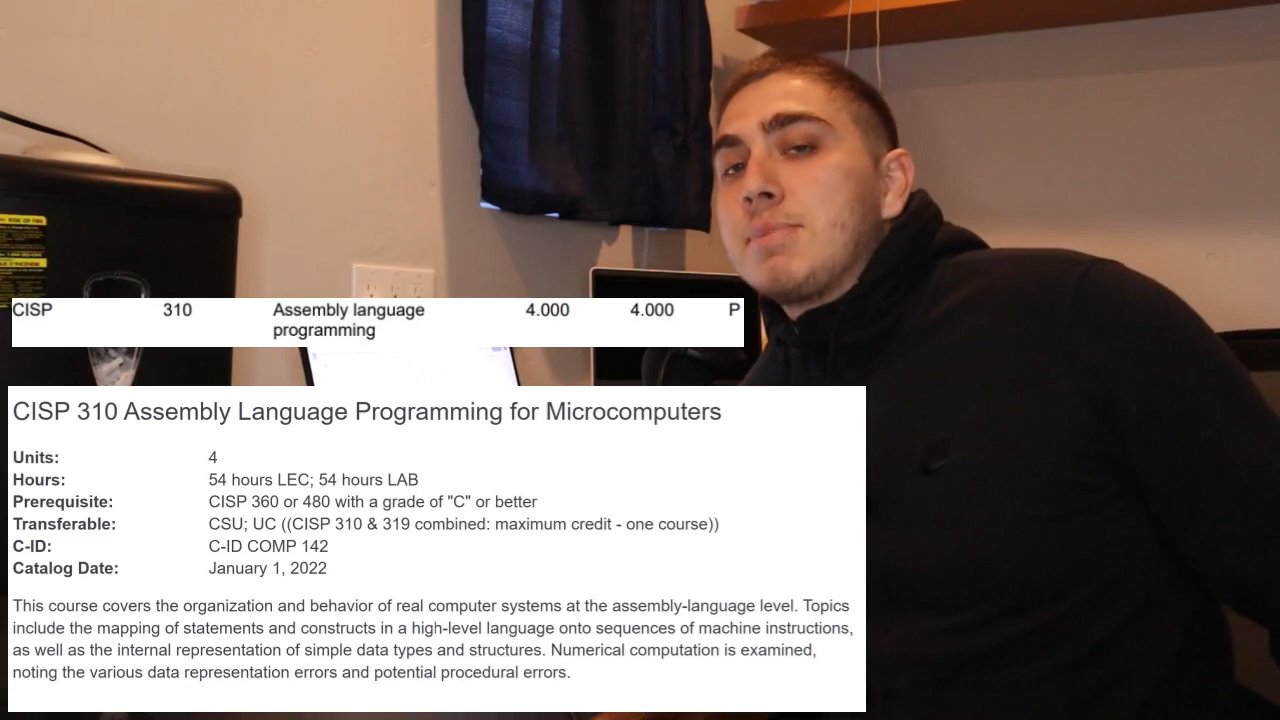 RISK OF FIRE
CISP 310 Assembly language 4.000 4.000 P
programming
CISP 310 Assembly Language Programming for Microcomputers
Units: 4
Hours: 54 hours LEC; 54 hours LAB
Prerequisite: CISP 360 or 480 with a grade of "C" or better
Transferable: CSU; UC ((CISP 310 & 319 combined: maximum credit - one course))
C-ID: C-ID COMP 142
Catalog Date: January 1, 2022
This course covers the organization and behavior of real computer systems at the assembly-language level. Topics
include the mapping of statements and constructs in a high-level language onto sequences of machine instructions,
as well as the internal representation of simple data types and structures. Numerical computation is examined,
noting the various data representation errors and potential procedural errors.